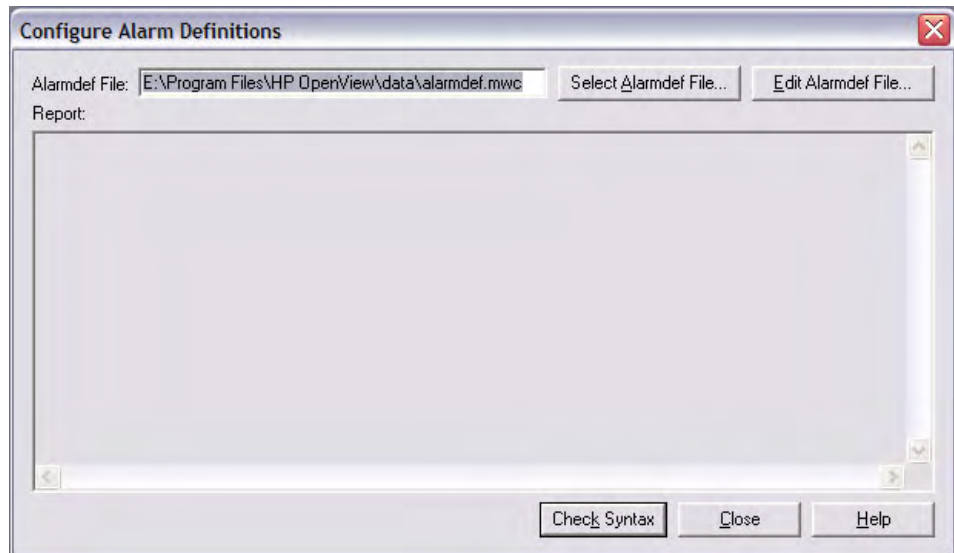 Configure Alarm Definitions
Alarmdef File: E:\Program Files\HP OpenView\data\alarmdef.mwc Select Alarmdef File... Edit Alarmdef File...
Report:
Check Syntax Close Help